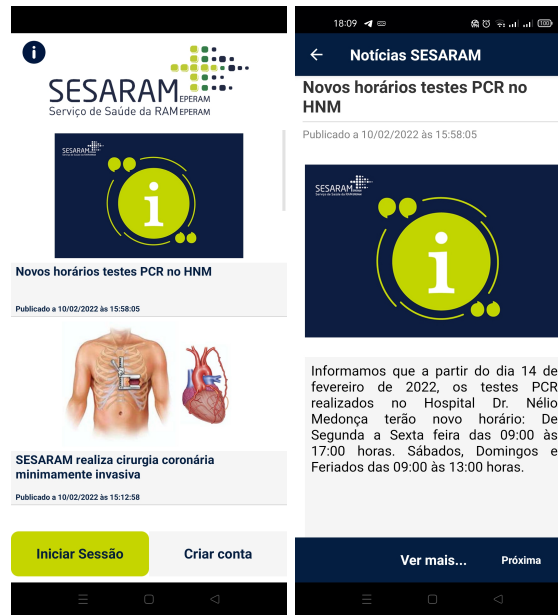 i
SESARAM
EPERAM
Serviço de Saúde da RAM EPERAM
SESARAM
i
Novos horários testes PCR no HNM
Publicado a 10/02/2022 às 15:58:05
SESARAM realiza cirurgia coronária
minimamente invasiva
Publicado a 10/02/2022 às 15:12:58
Iniciar Sessão
Criar conta
18:09
100
Notícias SESARAM
Novos horários testes PCR no
HNM
Publicado a 10/02/2022 às 15:58:05
SESARAM
i
Informamos que a partir do dia 14 de
fevereiro de 2022, os testes PCR
realizados no Hospital Dr. Nélio
Medonça terão novo horário: De
Segunda a Sexta feira das 09:00 às
17:00 horas. Sábados, Domingos e
Feriados das 09:00 às 13:00 horas.
Ver mais...
Próxima